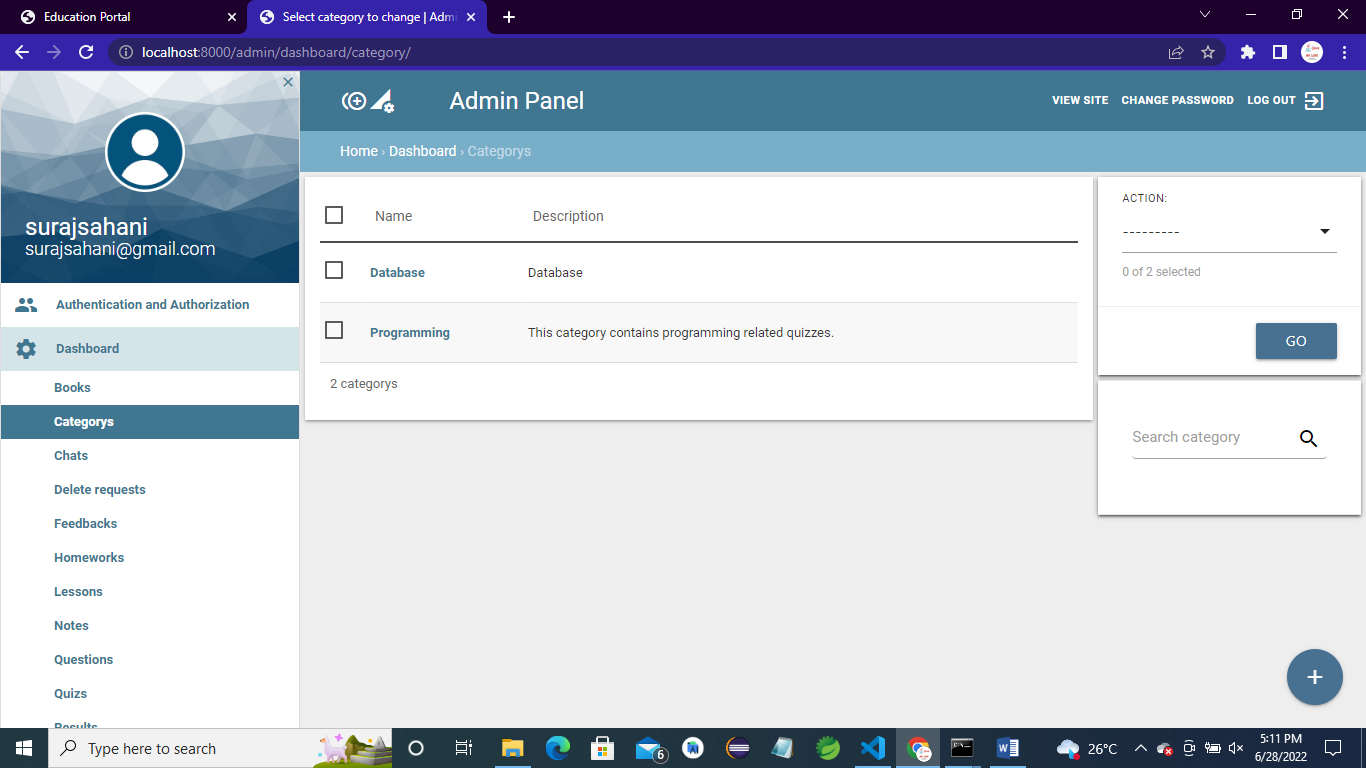 Education Portal
Select category to change | Admi
localhost:8000/admin/dashboard/category/
Admin Panel
VIEW SITE CHANGE PASSWORD LOG OUT
Home › Dashboard › Categorys
surajsahani
surajsahani@gmail.com
Authentication and Authorization
Dashboard
Books
Categorys
Chats
Delete requests
Feedbacks
Homeworks
Lessons
Notes
Questions
Quizs
Results
Name Description
Database Database
Programming This category contains programming related quizzes.
2 categorys
ACTION:
---------
0 of 2 selected
GO
Search category
+
Type here to search
6
26°C
5:11 PM
6/28/2022